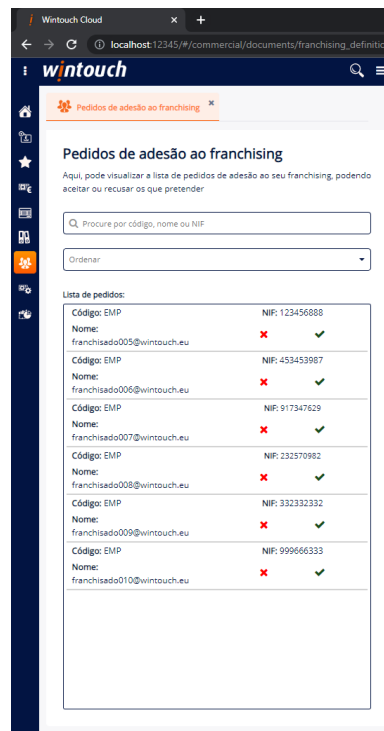 Wintouch Cloud
localhost:12345/#/commercial/documents/franchising_definitic
wintouch
Pedidos de adesão ao franchising
Pedidos de adesão ao franchising
Aqui, pode visualizar a lista de pedidos de adesão ao seu franchising, podendo
aceitar ou recusar os que pretender
Procure por código, nome ou NIF
Ordenar
Lista de pedidos:
Código: EMP NIF: 123456888
Nome:
franchisado005@wintouch.eu
Código: EMP NIF: 453453987
Nome:
franchisado006@wintouch.eu
Código: EMP NIF: 917347629
Nome:
franchisado007@wintouch.eu
Código: EMP NIF: 232570982
Nome:
franchisado008@wintouch.eu
Código: EMP NIF: 332332332
Nome:
franchisado009@wintouch.eu
Código: EMP NIF: 999666333
Nome:
franchisado010@wintouch.eu